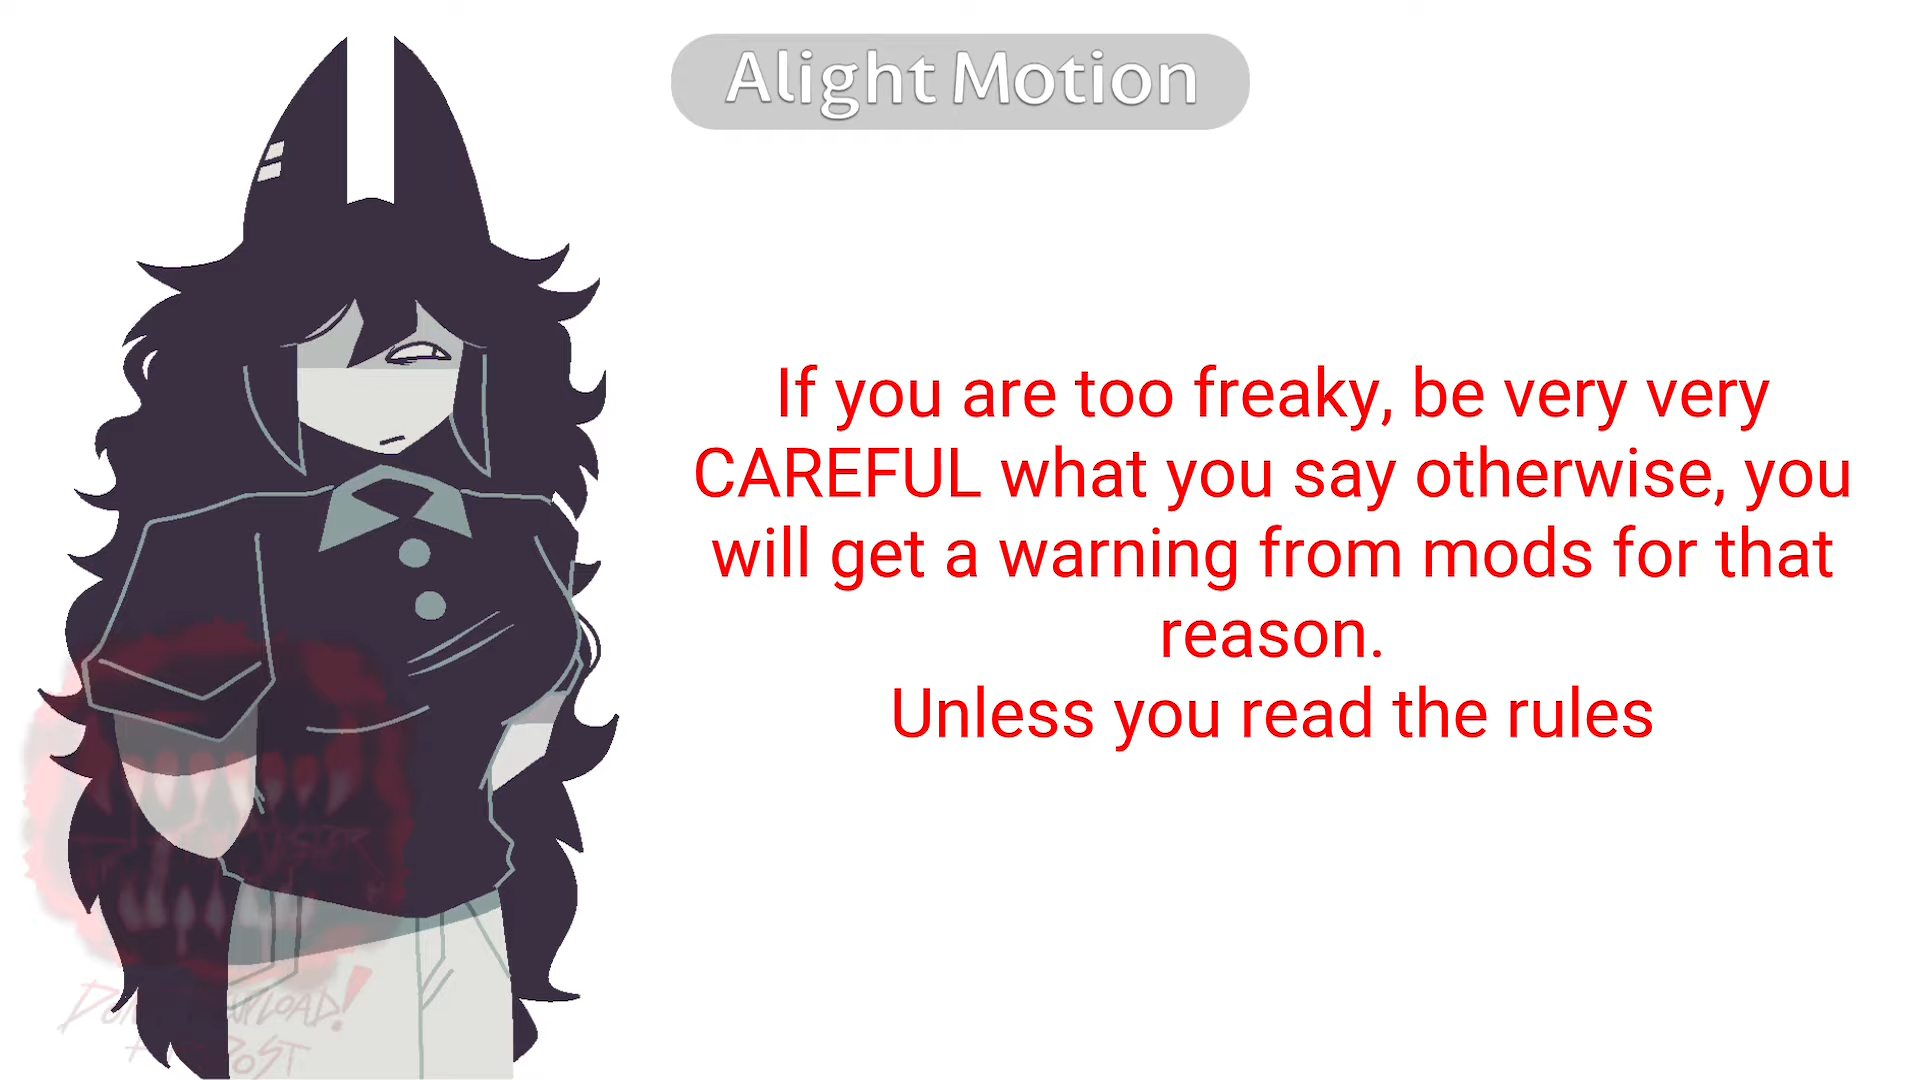 Alight Motion
If you are too freaky, be very very
CAREFUL what you say otherwise, you
will get a warning from mods for that
reason.
Unless you read the rules